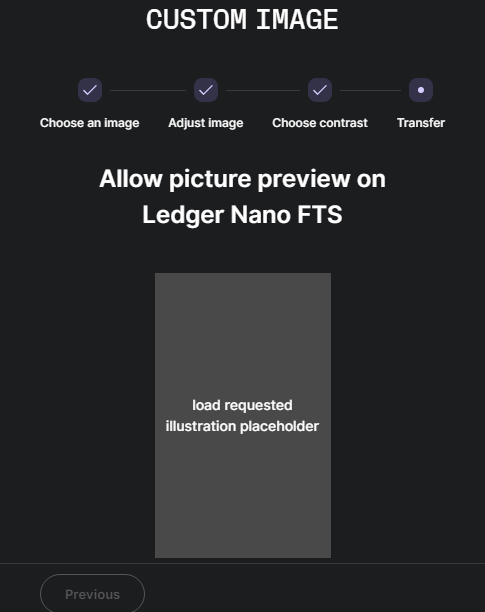 CUSTOM IMAGE
Choose an image Adjust image Choose contrast Transfer
Allow picture preview on
Ledger Nano FTS
load requested
illustration placeholder
Previous